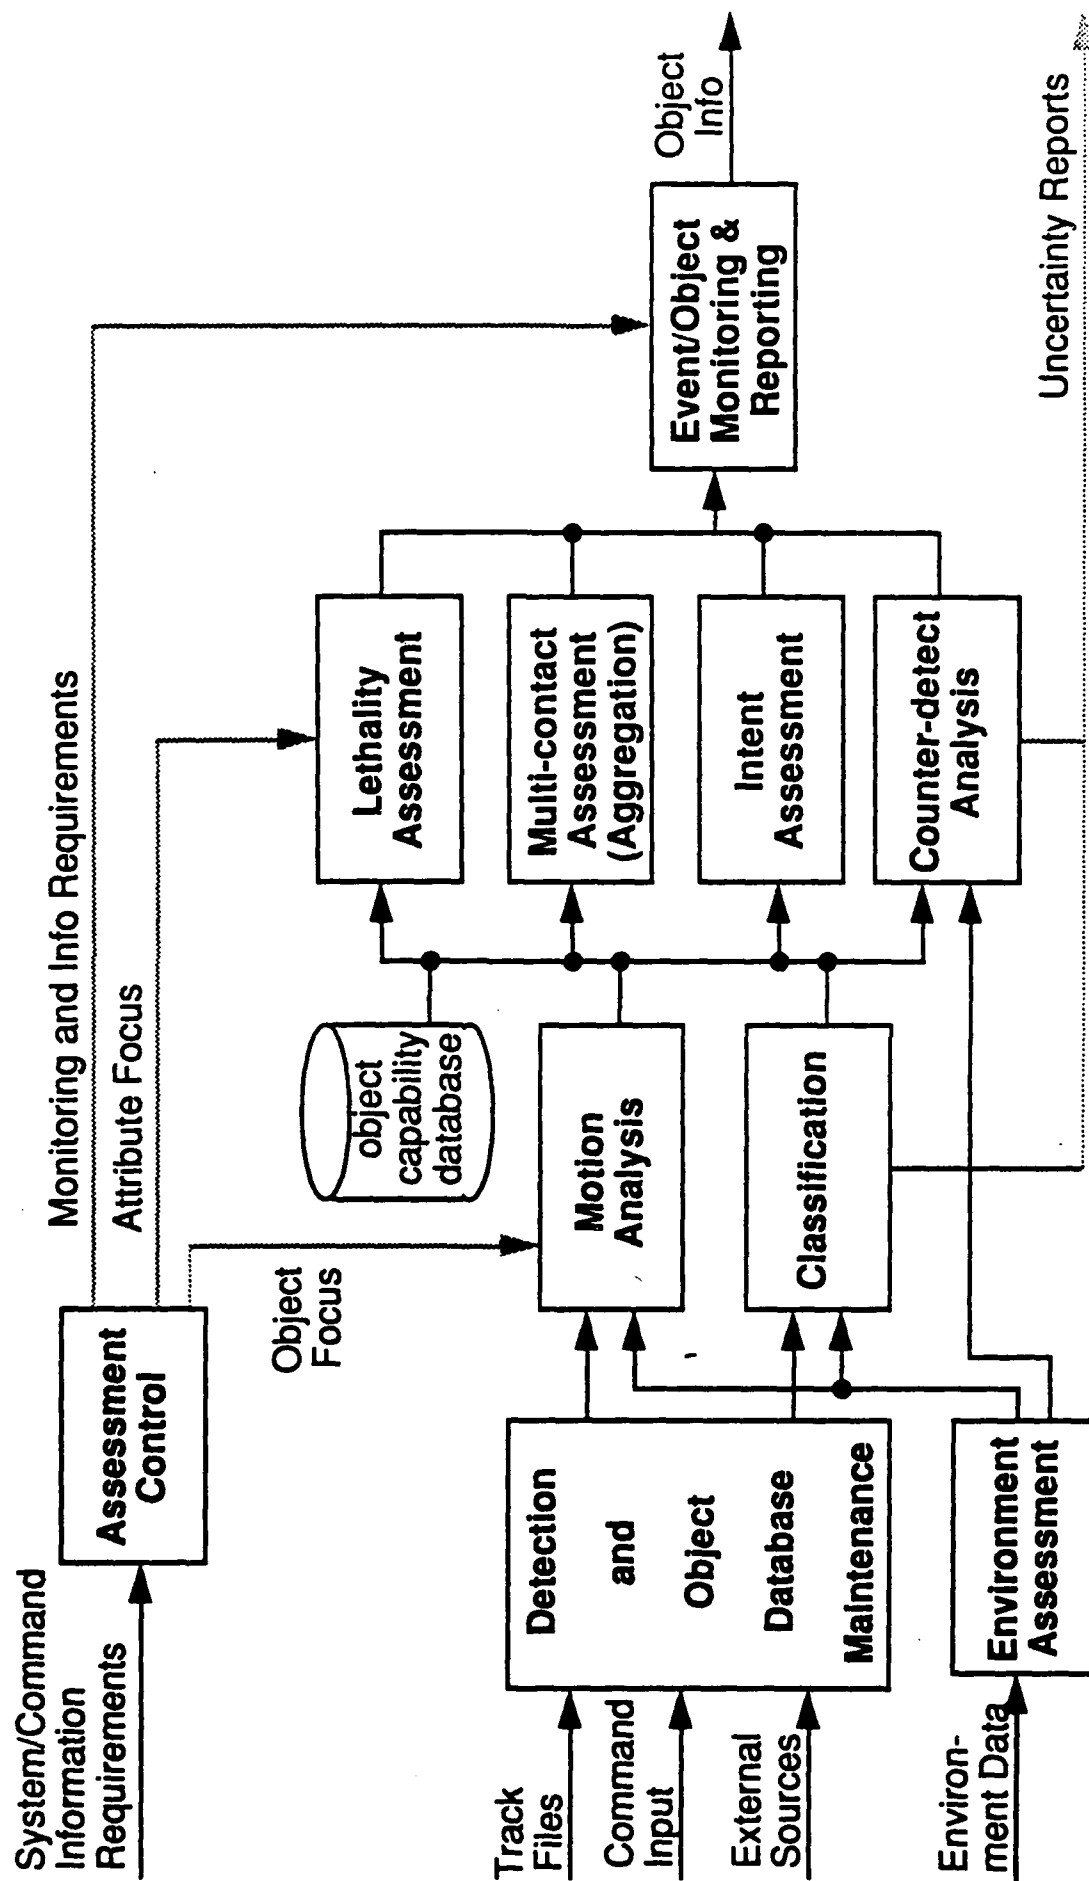 System/Command
Information
Requirements
Assessment
Control
Monitoring and Info Requirements
Attribute Focus
Object
Focus
object
capability
database
Track
Files
Command
Input
External
Sources
Environ-
ment Data
Detection
and
Object
Database
Maintenance
Environment
Assessment
Motion
Analysis
Classification
Lethality
Assessment
Multi-contact
Assessment
(Aggregation)
Intent
Assessment
Counter-detect
Analysis
Event/Object
Monitoring &
Reporting
Object
Info
Uncertainty Reports